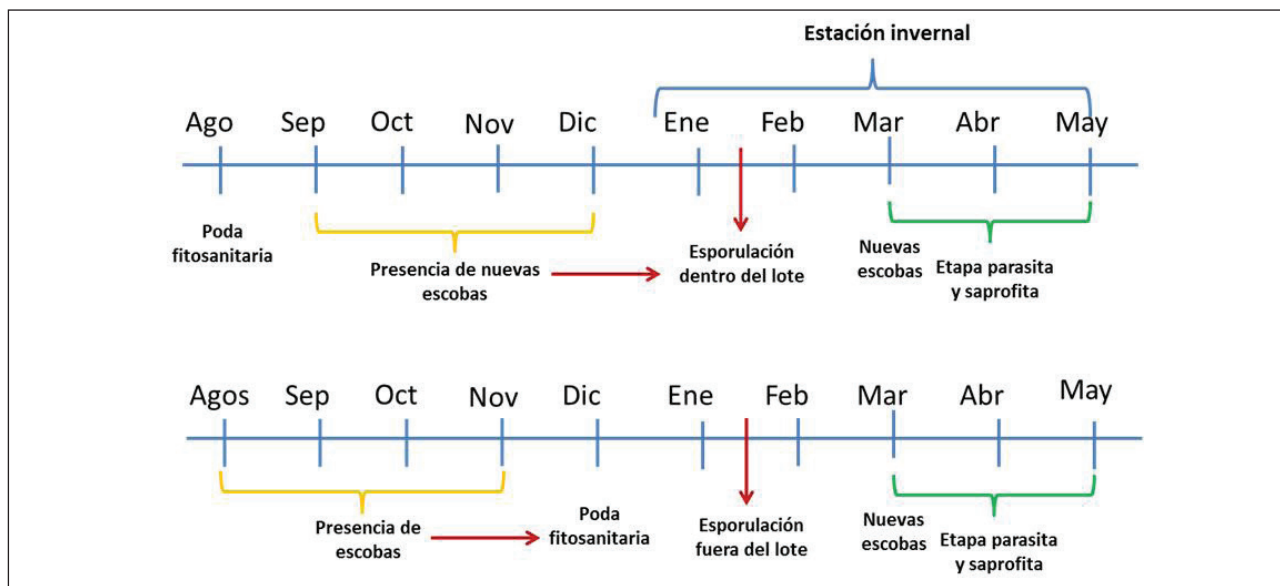 Estación invernal
Ago Sep Oct Nov Dic Ene Feb Mar Abr May
Poda
fitosanitaria
Presencia de nuevas
escobas
Esporulación
dentro del lote
Nuevas
escobas
Etapa parasita
y saprofita
Agos Sep Oct Nov Dic Ene Feb Mar Abr May
Presencia de
escobas
Poda
fitosanitaria
Esporulación
fuera del lote
Nuevas
escobas
Etapa parasita
y saprofita